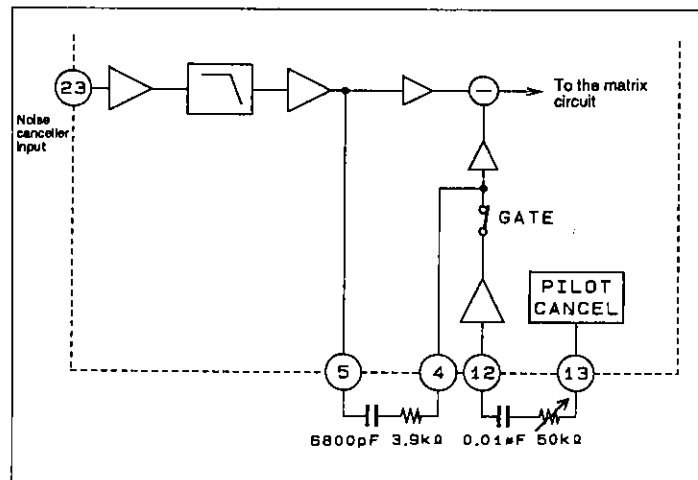 23
Noise
canceller
input
To the matrix
circuit
GATE
PILOT
CANCEL
5
4
12
13
6800pF 3.9kΩ 0.01μF 50kΩ